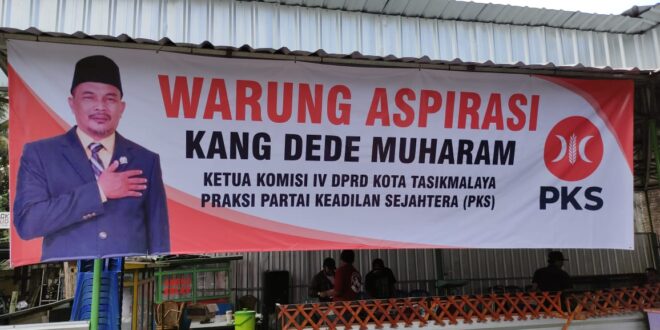 WARUNG ASPIRASI
KANG DEDE MUHARAM
KETUA KOMISI IV DPRD KOTA TASIKMALAYA
PRAKSI PARTAI KEADILAN SEJAHTERA (PKS)
PKS